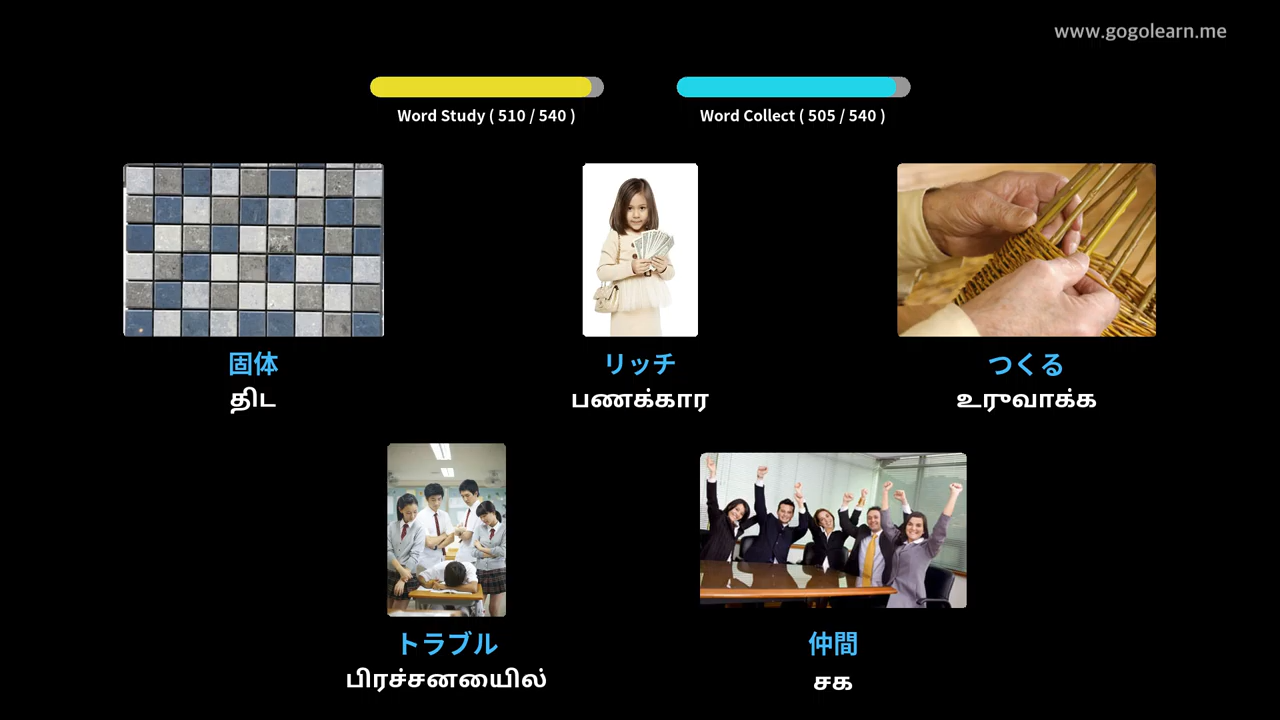 www.gogolearn.me
Word Study ( 510 / 540 )
Word Collect ( 505 / 540 )
固体
திட
リッチ
பணக்கார
つくる
உருவாக்க
トラブル
பிரச்சனையில்
仲間
சக